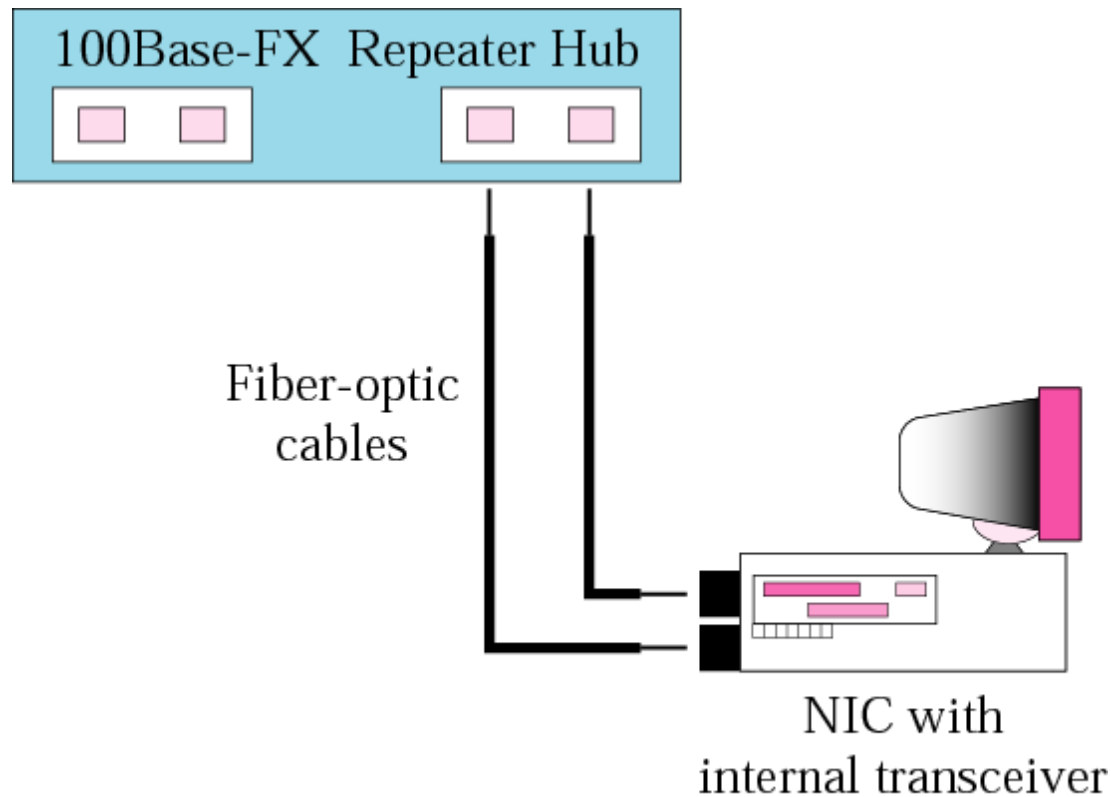 100Base-FX Repeater Hub
Fiber-optic
cables
NIC with
internal transceiver